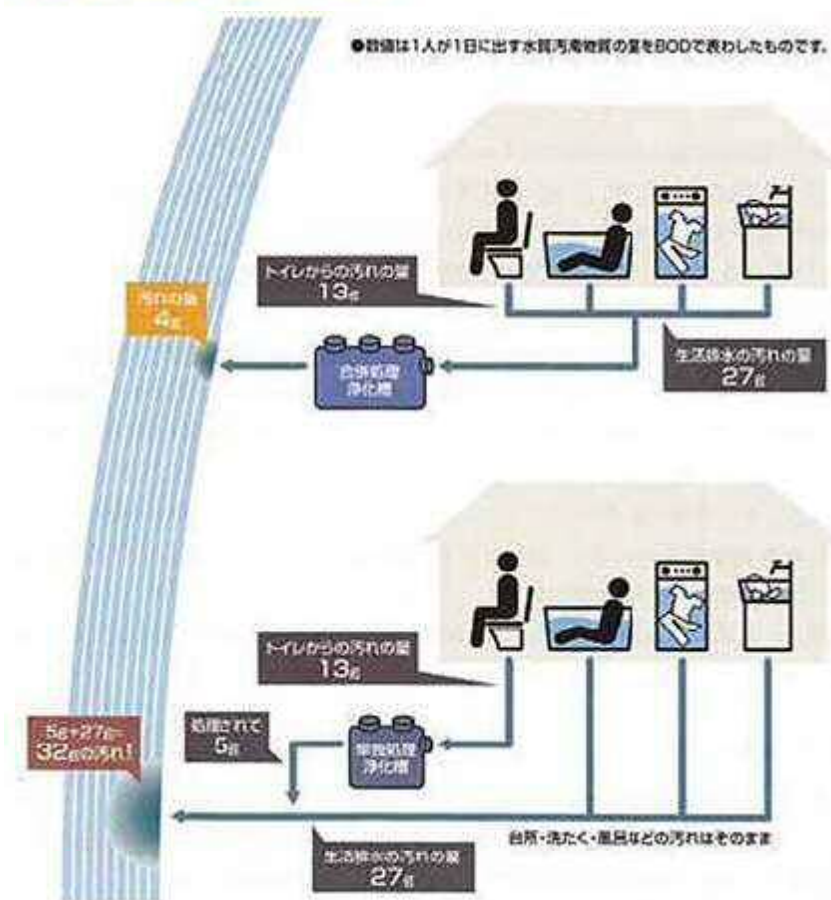 ●数値は1人が1日に出す水質汚濁物質の量をBODで表わしたものです。
トイレからの汚れの量
13g
汚れの量
4g
合併処理
浄化槽
生活排水の汚れの量
27g
トイレからの汚れの量
13g
5g+27g=
32gの汚れ!
処理されて
5g
単独処理
浄化槽
台所・洗たく・風呂などの汚れはそのまま
生活排水の汚れの量
27g